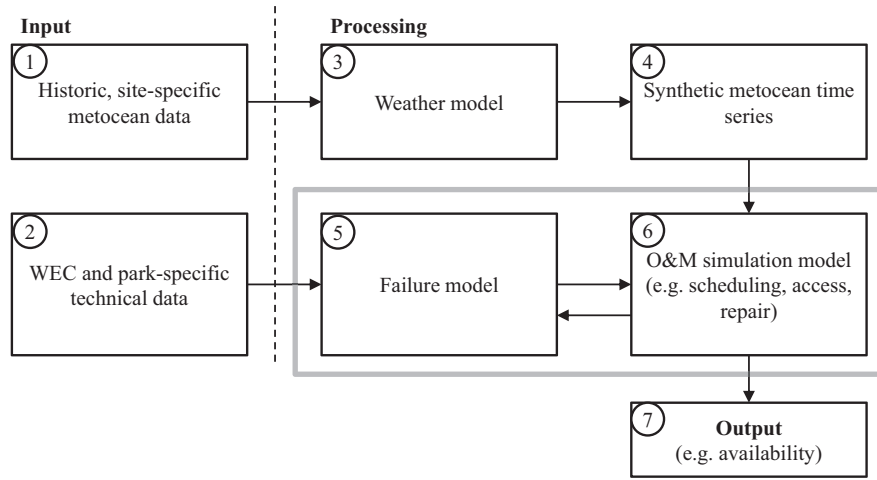 Input
Processing
1
Historic, site-specific
metocean data
3
Weather model
4
Synthetic metocean time
series
2
WEC and park-specific
technical data
5
Failure model
6
O&M simulation model
(e.g. scheduling, access,
repair)
7
Output
(e.g. availability)